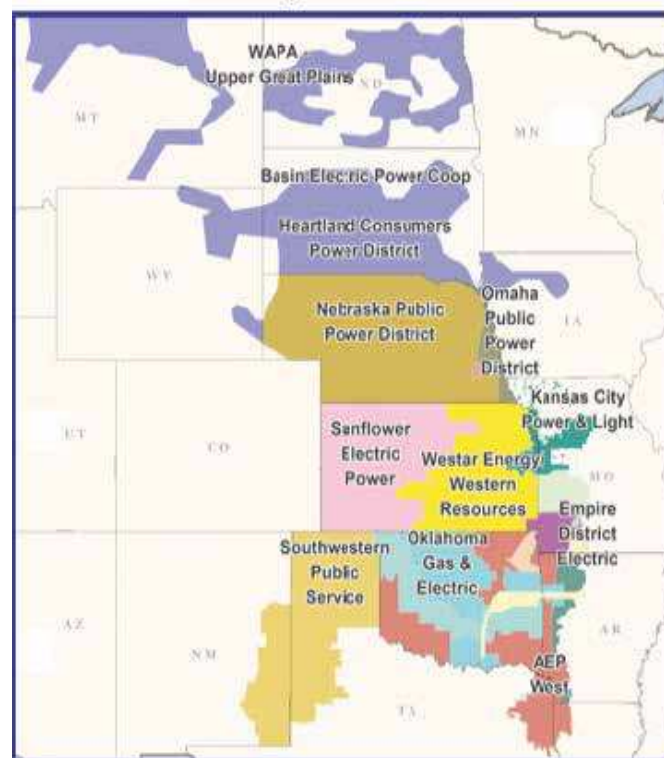 WAPA
Upper Great Plains
ND
MT
MN
Basin Electric Power Coop
Heartland Consumers
Power District
WY
Nebraska Public
Power District
Omaha
Public
Power
District
IA
Kansas City
Power & Light
UT
CO
Sunflower
Electric
Power
Westar Energy/
Western
Resources
MO
Empire
District
Electric
Southwestern
Public
Service
Oklahoma
Gas &
Electric
AZ
NM
AR
AEP
West